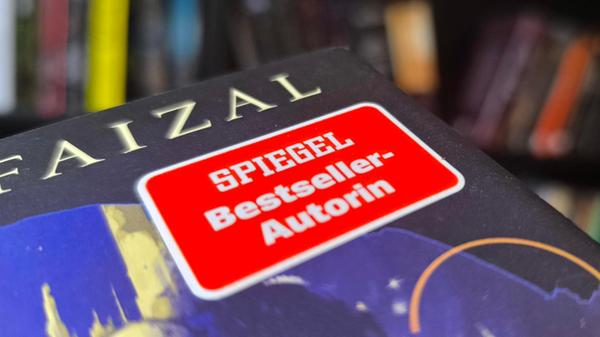 FAIZAL
SPIEGEL
Bestseller-
Autorin